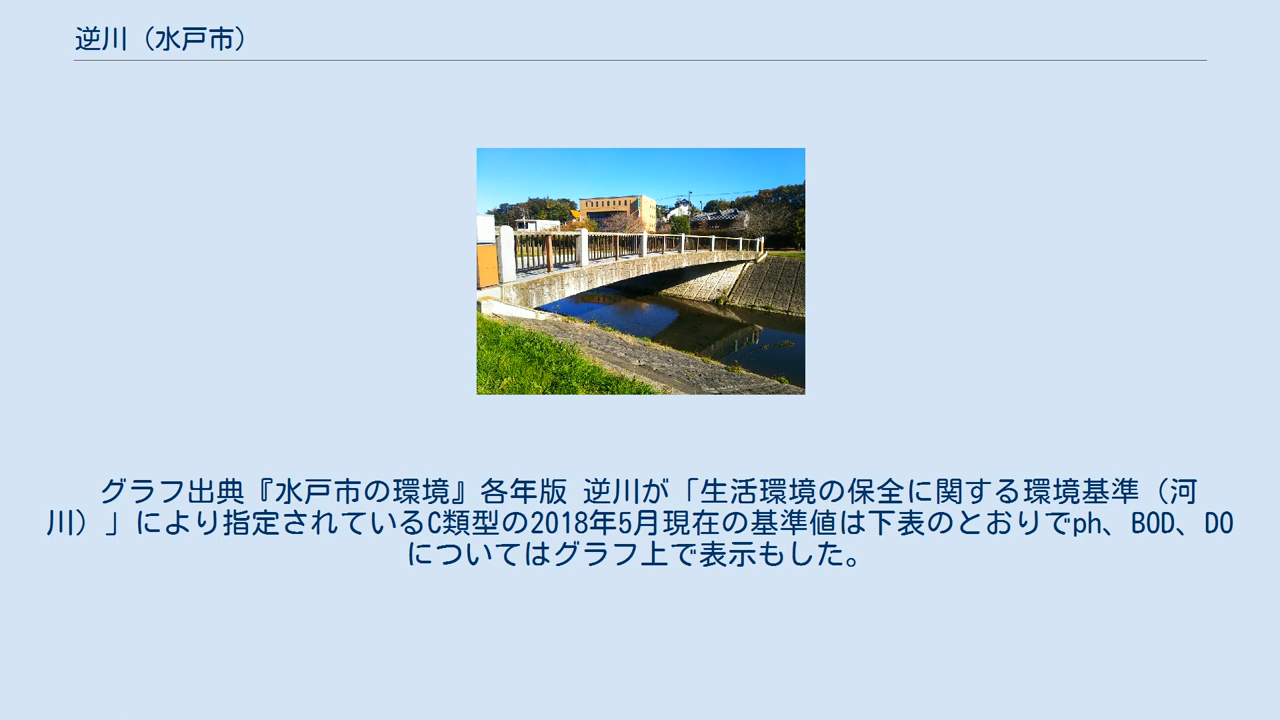 逆川（水戸市）
グラフ出典『水戸市の環境』各年版 逆川が「生活環境の保全に関する環境基準（河
川）」により指定されているC類型の2018年5月現在の基準値は下表のとおりでph、BOD、DO
についてはグラフ上で表示もした。